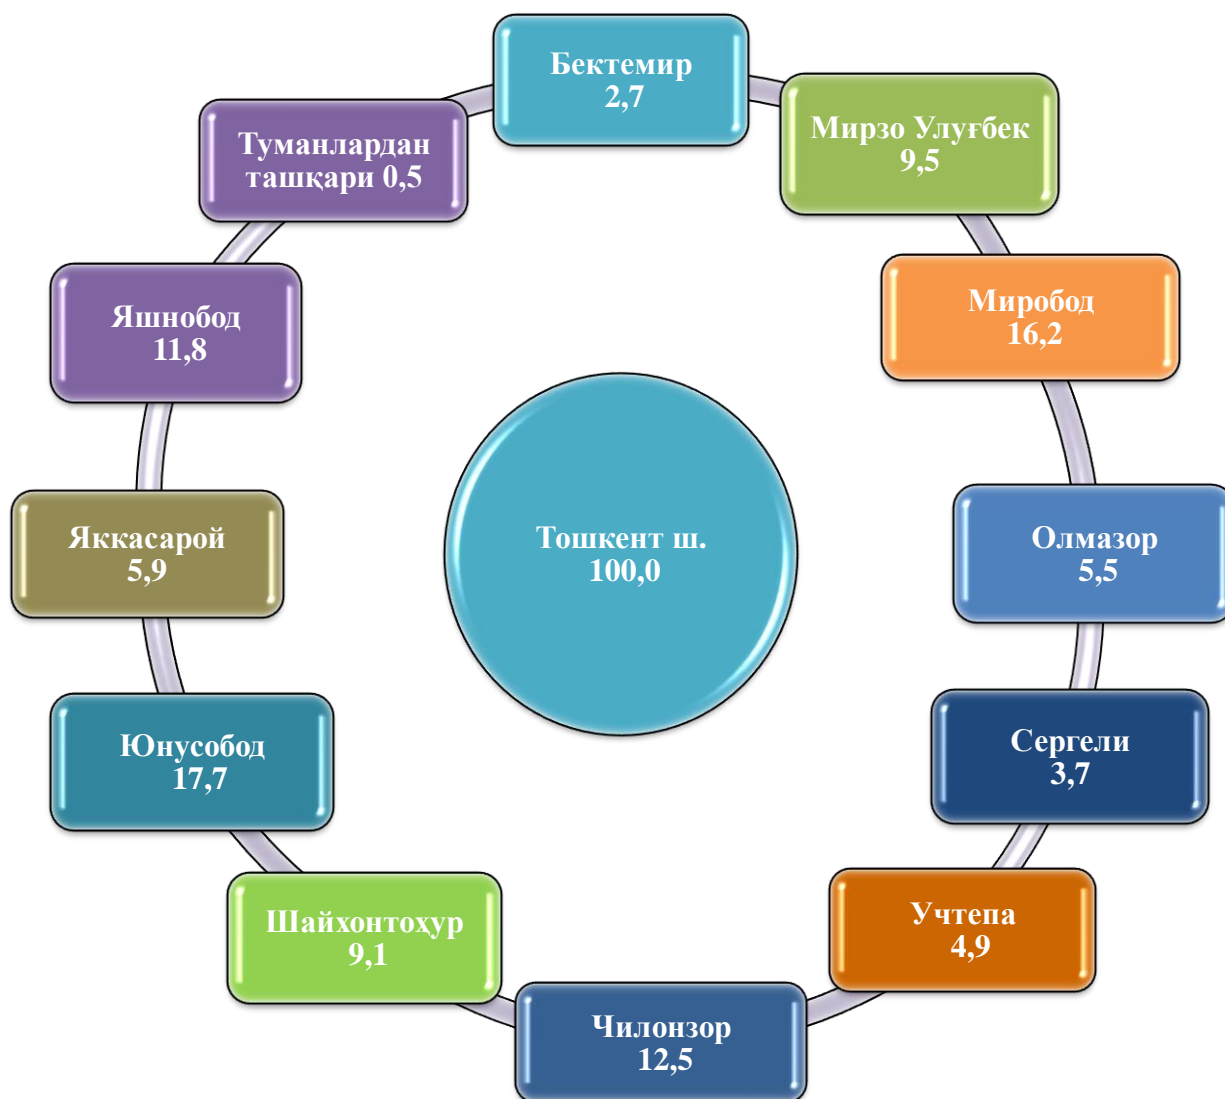 Бектемир
2,7
Мирзо Улуғбек
9,5
Миробод
16,2
Олмазор
5,5
Сергели
3,7
Учтепа
4,9
Чилонзор
12,5
Шайхонтоҳур
9,1
Юнусобод
17,7
Яккасарой
5,9
Яшнобод
11,8
Туманлардан
ташқари 0,5
Тошкент ш.
100,0